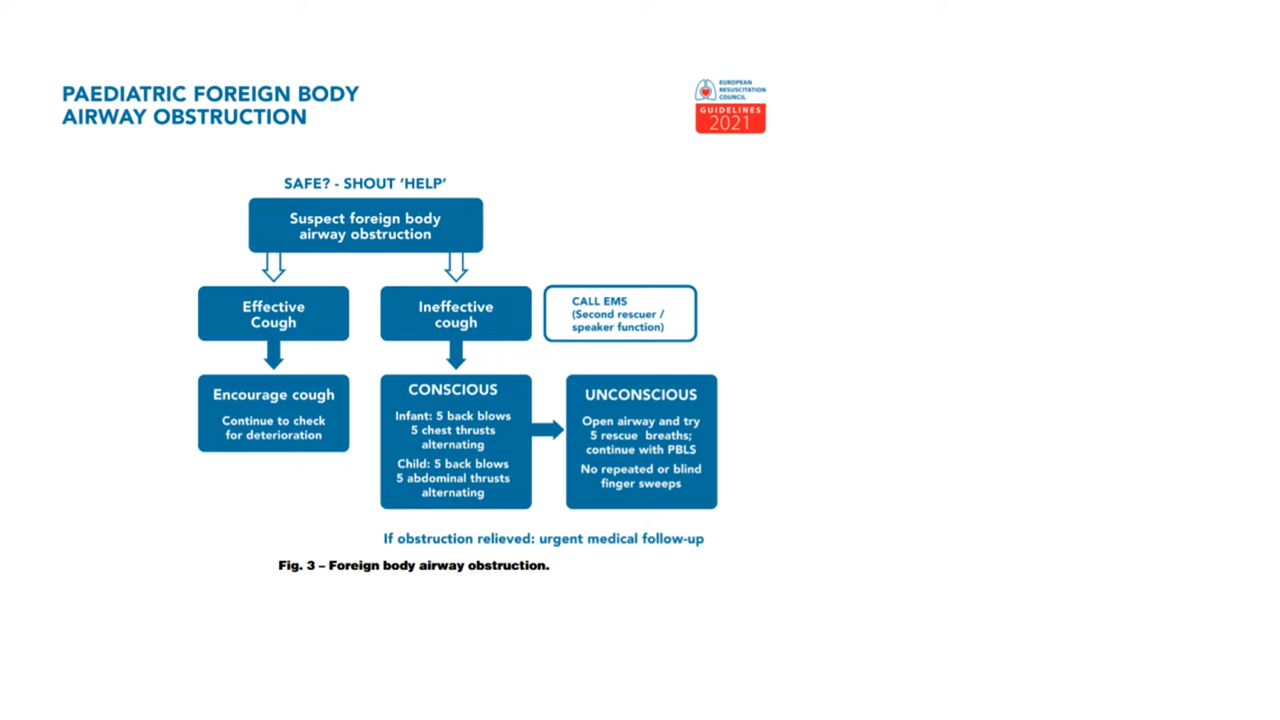 PAEDIATRIC FOREIGN BODY
AIRWAY OBSTRUCTION
EUROPEAN
RESUSCITATION
COUNCIL
GUIDELINES
2021
SAFE? - SHOUT ‘HELP’
Suspect foreign body
airway obstruction
Effective
Cough
Ineffective
cough
CALL EMS
(Second rescuer /
speaker function)
Encourage cough
Continue to check
for deterioration
CONSCIOUS
Infant: 5 back blows
5 chest thrusts
alternating
Child: 5 back blows
5 abdominal thrusts
alternating
UNCONSCIOUS
Open airway and try
5 rescue breaths;
continue with PBLS
No repeated or blind
finger sweeps
If obstruction relieved: urgent medical follow-up
Fig. 3 – Foreign body airway obstruction.